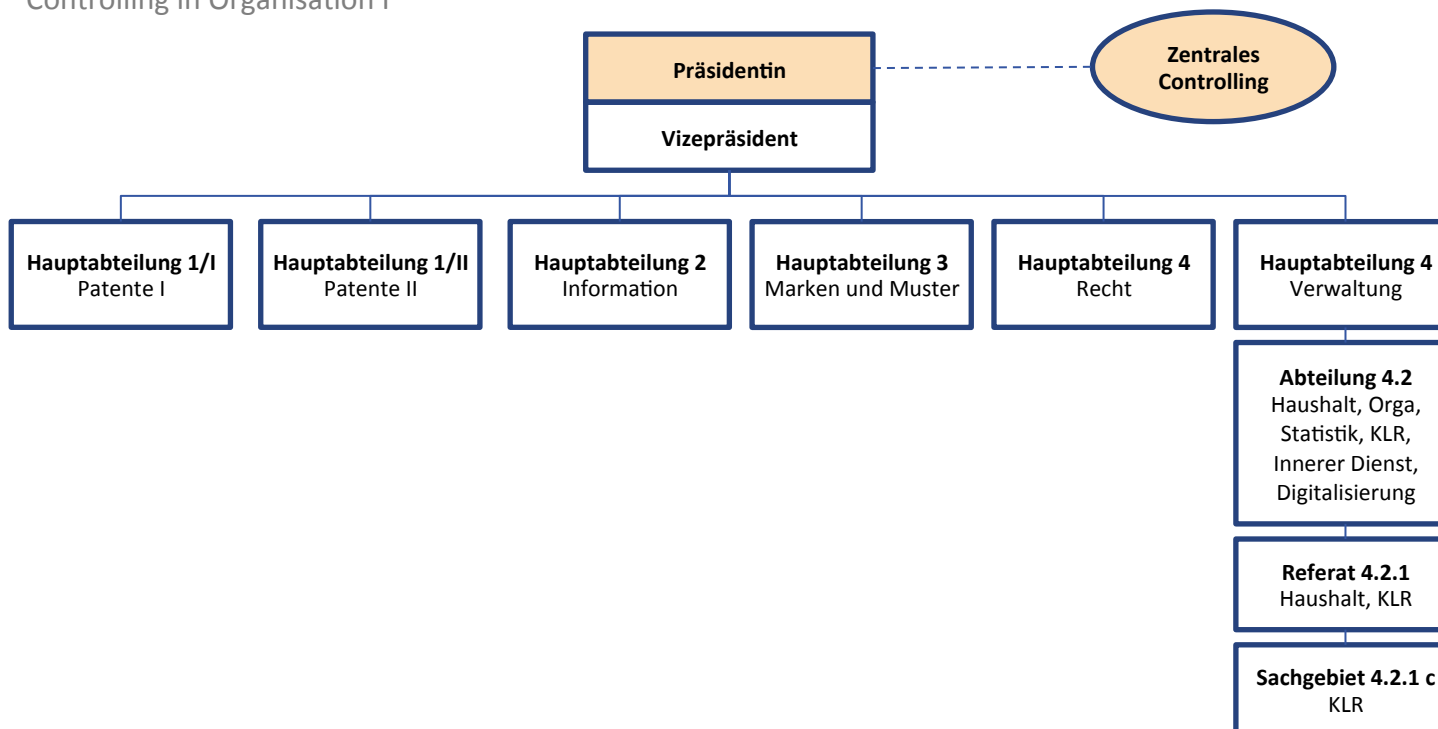 Controlling in Organisation I
Präsidentin
Zentrales
Controlling
Vizepräsident
Hauptabteilung 1/I
Patente I
Hauptabteilung 1/II
Patente II
Hauptabteilung 2
Information
Hauptabteilung 3
Marken und Muster
Hauptabteilung 4
Recht
Hauptabteilung 4
Verwaltung
Abteilung 4.2
Haushalt, Orga,
Statistik, KLR,
Innerer Dienst,
Digitalisierung
Referat 4.2.1
Haushalt, KLR
Sachgebiet 4.2.1 c
KLR